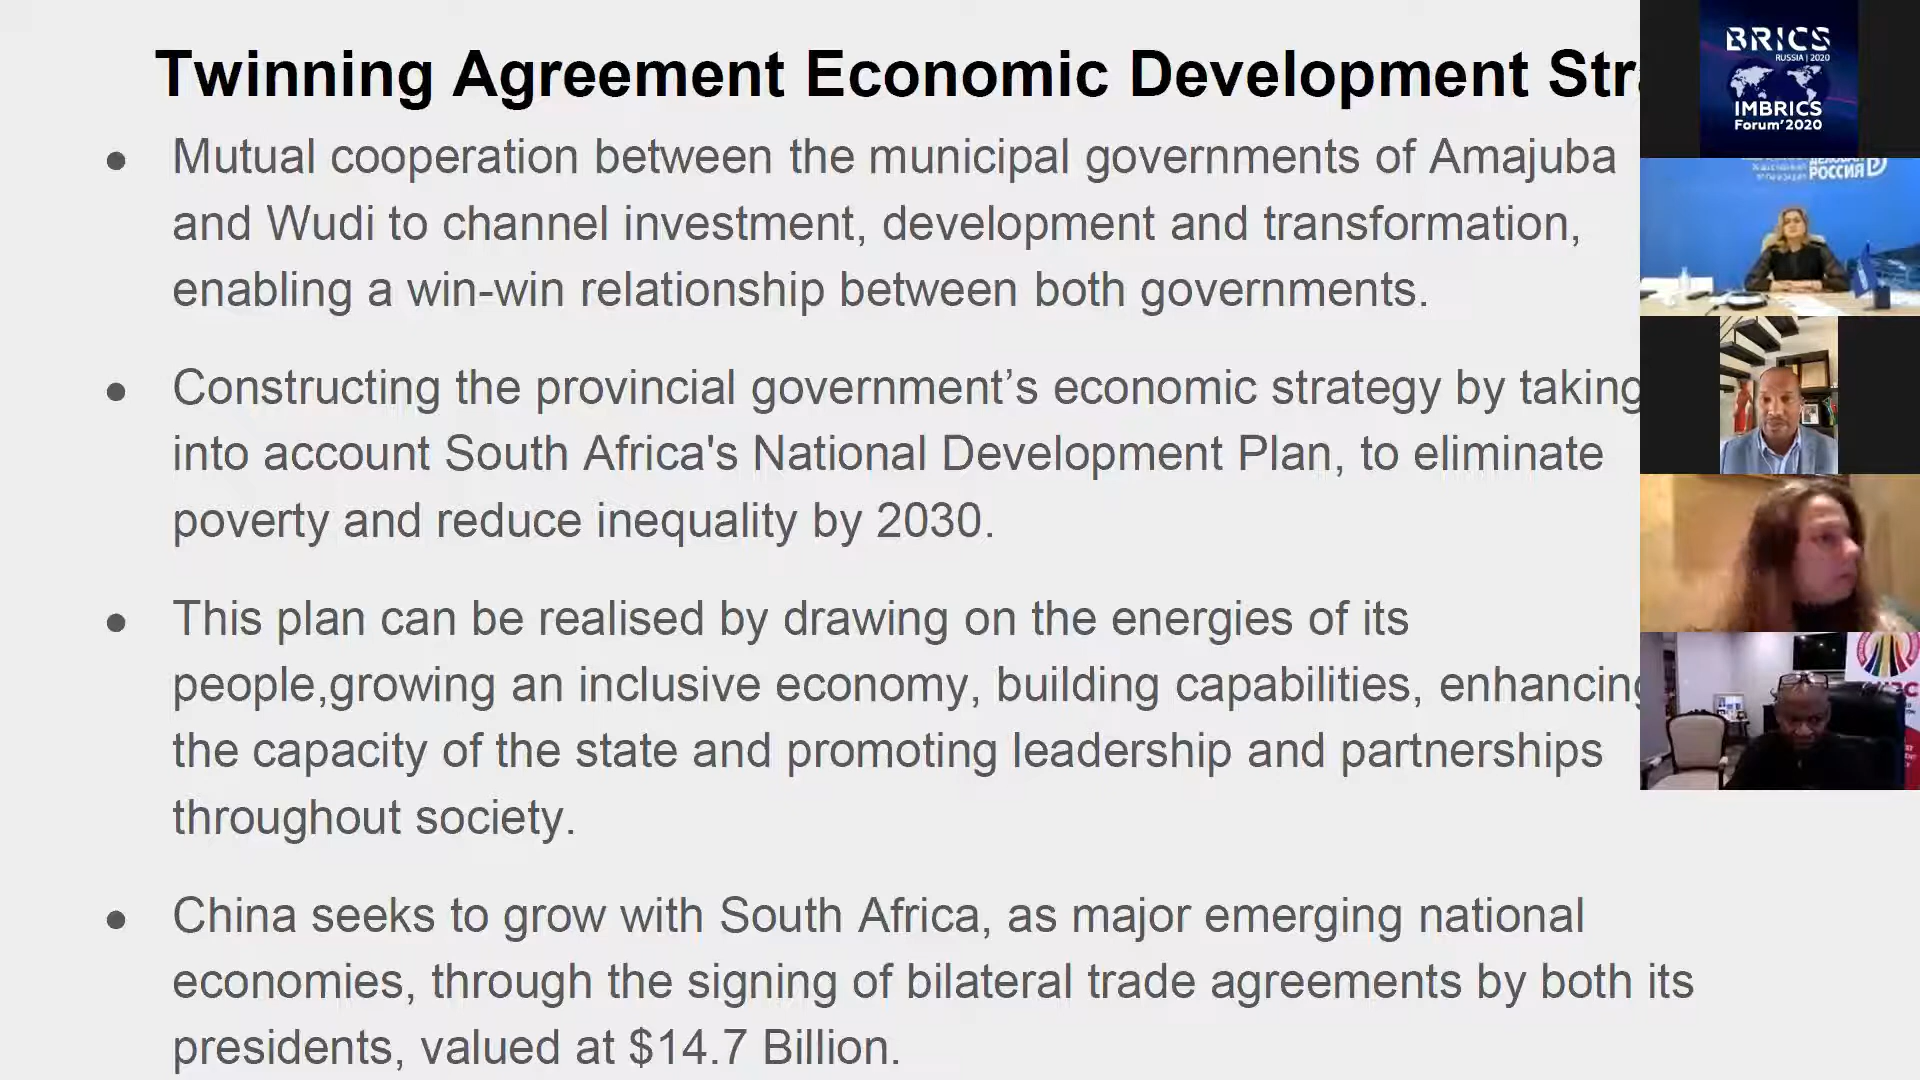 Twinning Agreement Economic Development Str
● Mutual cooperation between the municipal governments of Amajuba
and Wudi to channel investment, development and transformation,
enabling a win-win relationship between both governments.
● Constructing the provincial government’s economic strategy by taking
into account South Africa's National Development Plan, to eliminate
poverty and reduce inequality by 2030.
● This plan can be realised by drawing on the energies of its
people,growing an inclusive economy, building capabilities, enhancing
the capacity of the state and promoting leadership and partnerships
throughout society.
● China seeks to grow with South Africa, as major emerging national
economies, through the signing of bilateral trade agreements by both its
presidents, valued at $14.7 Billion.
BRICS
RUSSIA | 2020
IMBRICS
Forum'2020
РОССИЯ